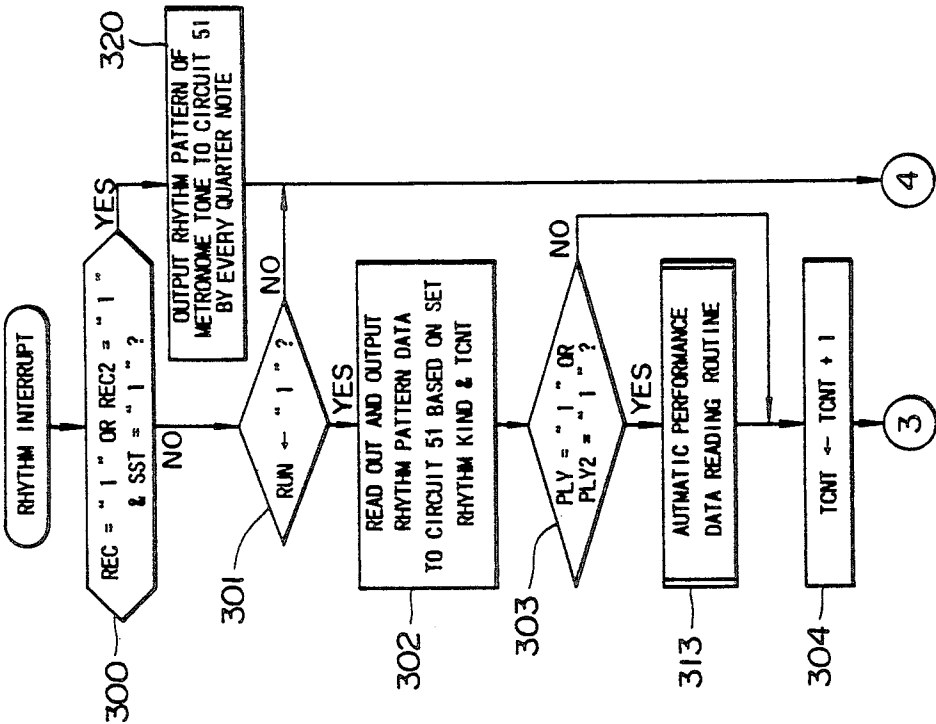 RHYTHM INTERRUPT
300
REC = "1" OR REC2 = "1"
& SST = "1" ?
YES
NO
320
OUTPUT RHYTHM PATTERN OF
METRONOME TONE TO CIRCUIT 51
BY EVERY QUARTER NOTE
301
RUN ← "1" ?
NO
YES
302
READ OUT AND OUTPUT
RHYTHM PATTERN DATA
TO CIRCUIT 51 BASED ON SET
RHYTHM KIND & TCNT
303
PLY = "1" OR
PLY2 = "1" ?
NO
YES
313
AUTMATIC PERFORMANCE
DATA READING ROUTINE
304
TCNT ← TCNT + 1
3
4